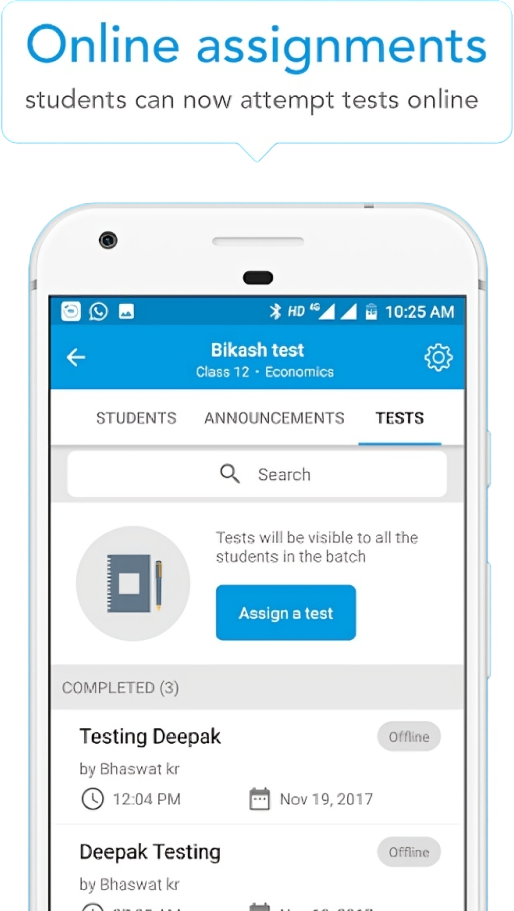 Online assignments
students can now attempt tests online
HD 4G 10:25 AM
Bikash test
Class 12 • Economics
STUDENTS ANNOUNCEMENTS TESTS
Search
Tests will be visible to all the
students in the batch
Assign a test
COMPLETED (3)
Testing Deepak Offline
by Bhaswat kr
12:04 PM Nov 19, 2017
Deepak Testing Offline
by Bhaswat kr